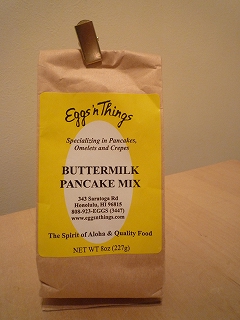 Eggs 'n Things
Specializing in Pancakes,
Omelets and Crepes
BUTTERMILK
PANCAKE MIX
343 Saratoga Rd
Honolulu, HI 96815
808-923-EGGS (3447)
www.eggsnthings.com
The Spirit of Aloha & Quality Food
NET WT 8oz (227g)